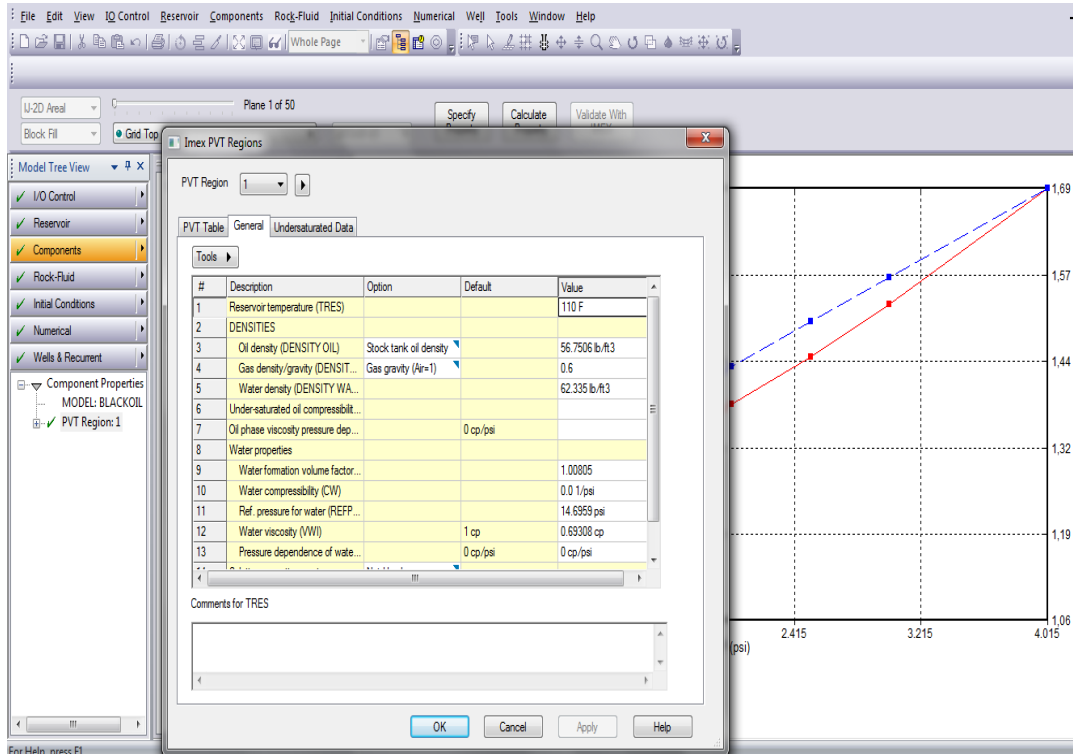 File Edit View IO Control Reservoir Components Rock-Fluid Initial Conditions Numerical Well Tools Window Help
Whole Page
IJ-2D Areal
Plane 1 of 50
Specify
Calculate
Validate With
Block Fill
Grid Top
Imex PVT Regions
x
Model Tree View
I/O Control
Reservoir
Components
Rock-Fluid
Initial Conditions
Numerical
Wells & Recurrent
Component Properties
MODEL: BLACKOIL
PVT Region: 1
PVT Region 1
PVT Table General Undersaturated Data
Tools
# Description Option Default Value
1 Reservoir temperature (TRES) 110 F
2 DENSITIES
3 Oil density (DENSITY OIL) Stock tank oil density 56.7506 lb/ft3
4 Gas density/gravity (DENSIT... Gas gravity (Air=1) 0.6
5 Water density (DENSITY WA... 62.335 lb/ft3
6 Under-saturated oil compressibilit...
7 Oil phase viscosity pressure dep... 0 cp/psi
8 Water properties
9 Water formation volume factor... 1.00805
10 Water compressibility (CW) 0.0 1/psi
11 Ref. pressure for water (REFP... 14.6959 psi
12 Water viscosity (VWI) 1 cp 0.69308 cp
13 Pressure dependence of wate... 0 cp/psi 0 cp/psi
Comments for TRES
OK Cancel Apply Help
1,69
1,57
1,44
1,32
1,19
1,06
2.415 3.215 4.015
(psi)
For Help, press F1